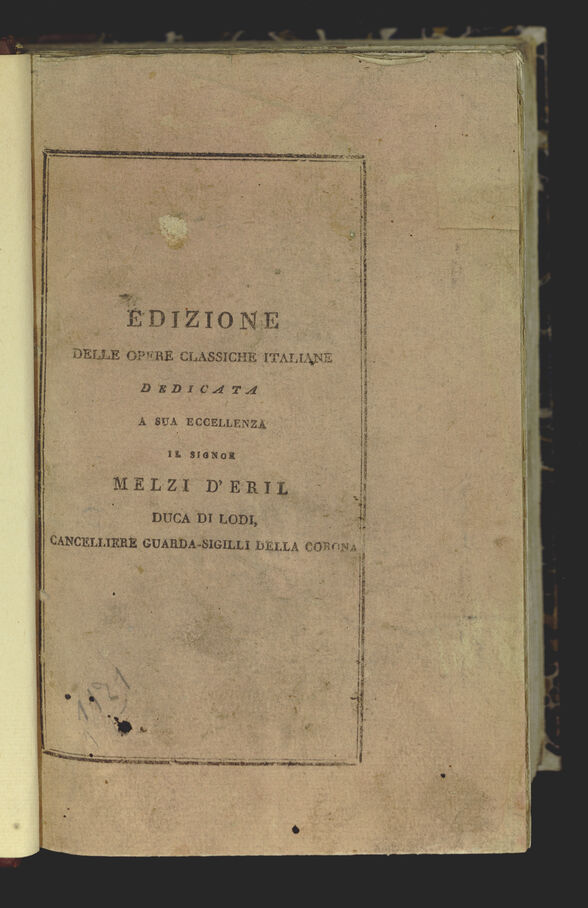 EDIZIONE
DELLE OPERE CLASSICHE ITALIANE
DEDICATA
A SUA ECCELLENZA
IL SIGNOR
MELZI D'ERIL
DUCA DI LODI,
CANCELLIERE GUARDA-SIGILLI DELLA CORONA